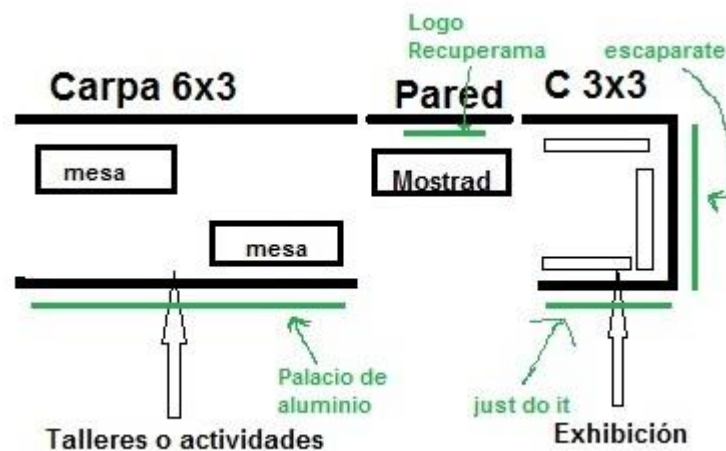 Logo
Recuperama
escaparate
Carpa 6x3
Pared
C 3x3
mesa
Mostrad
mesa
Palacio de
aluminio
just do it
Talleres o actividades
Exhibición